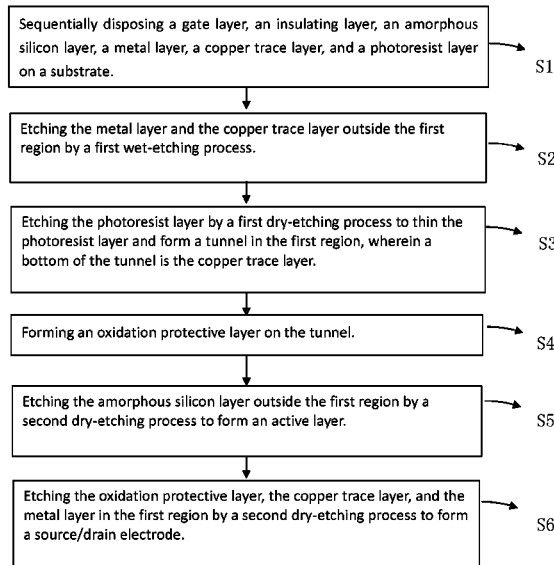 Sequentially disposing a gate layer, an insulating layer, an amorphous
silicon layer, a metal layer, a copper trace layer, and a photoresist layer
on a substrate.
S1
Etching the metal layer and the copper trace layer outside the first
region by a first wet-etching process.
S2
Etching the photoresist layer by a first dry-etching process to thin the
photoresist layer and form a tunnel in the first region, wherein a
bottom of the tunnel is the copper trace layer.
S3
Forming an oxidation protective layer on the tunnel.
S4
Etching the amorphous silicon layer outside the first region by a
second dry-etching process to form an active layer.
S5
Etching the oxidation protective layer, the copper trace layer, and the
metal layer in the first region by a second dry-etching process to form
a source/drain electrode.
S6